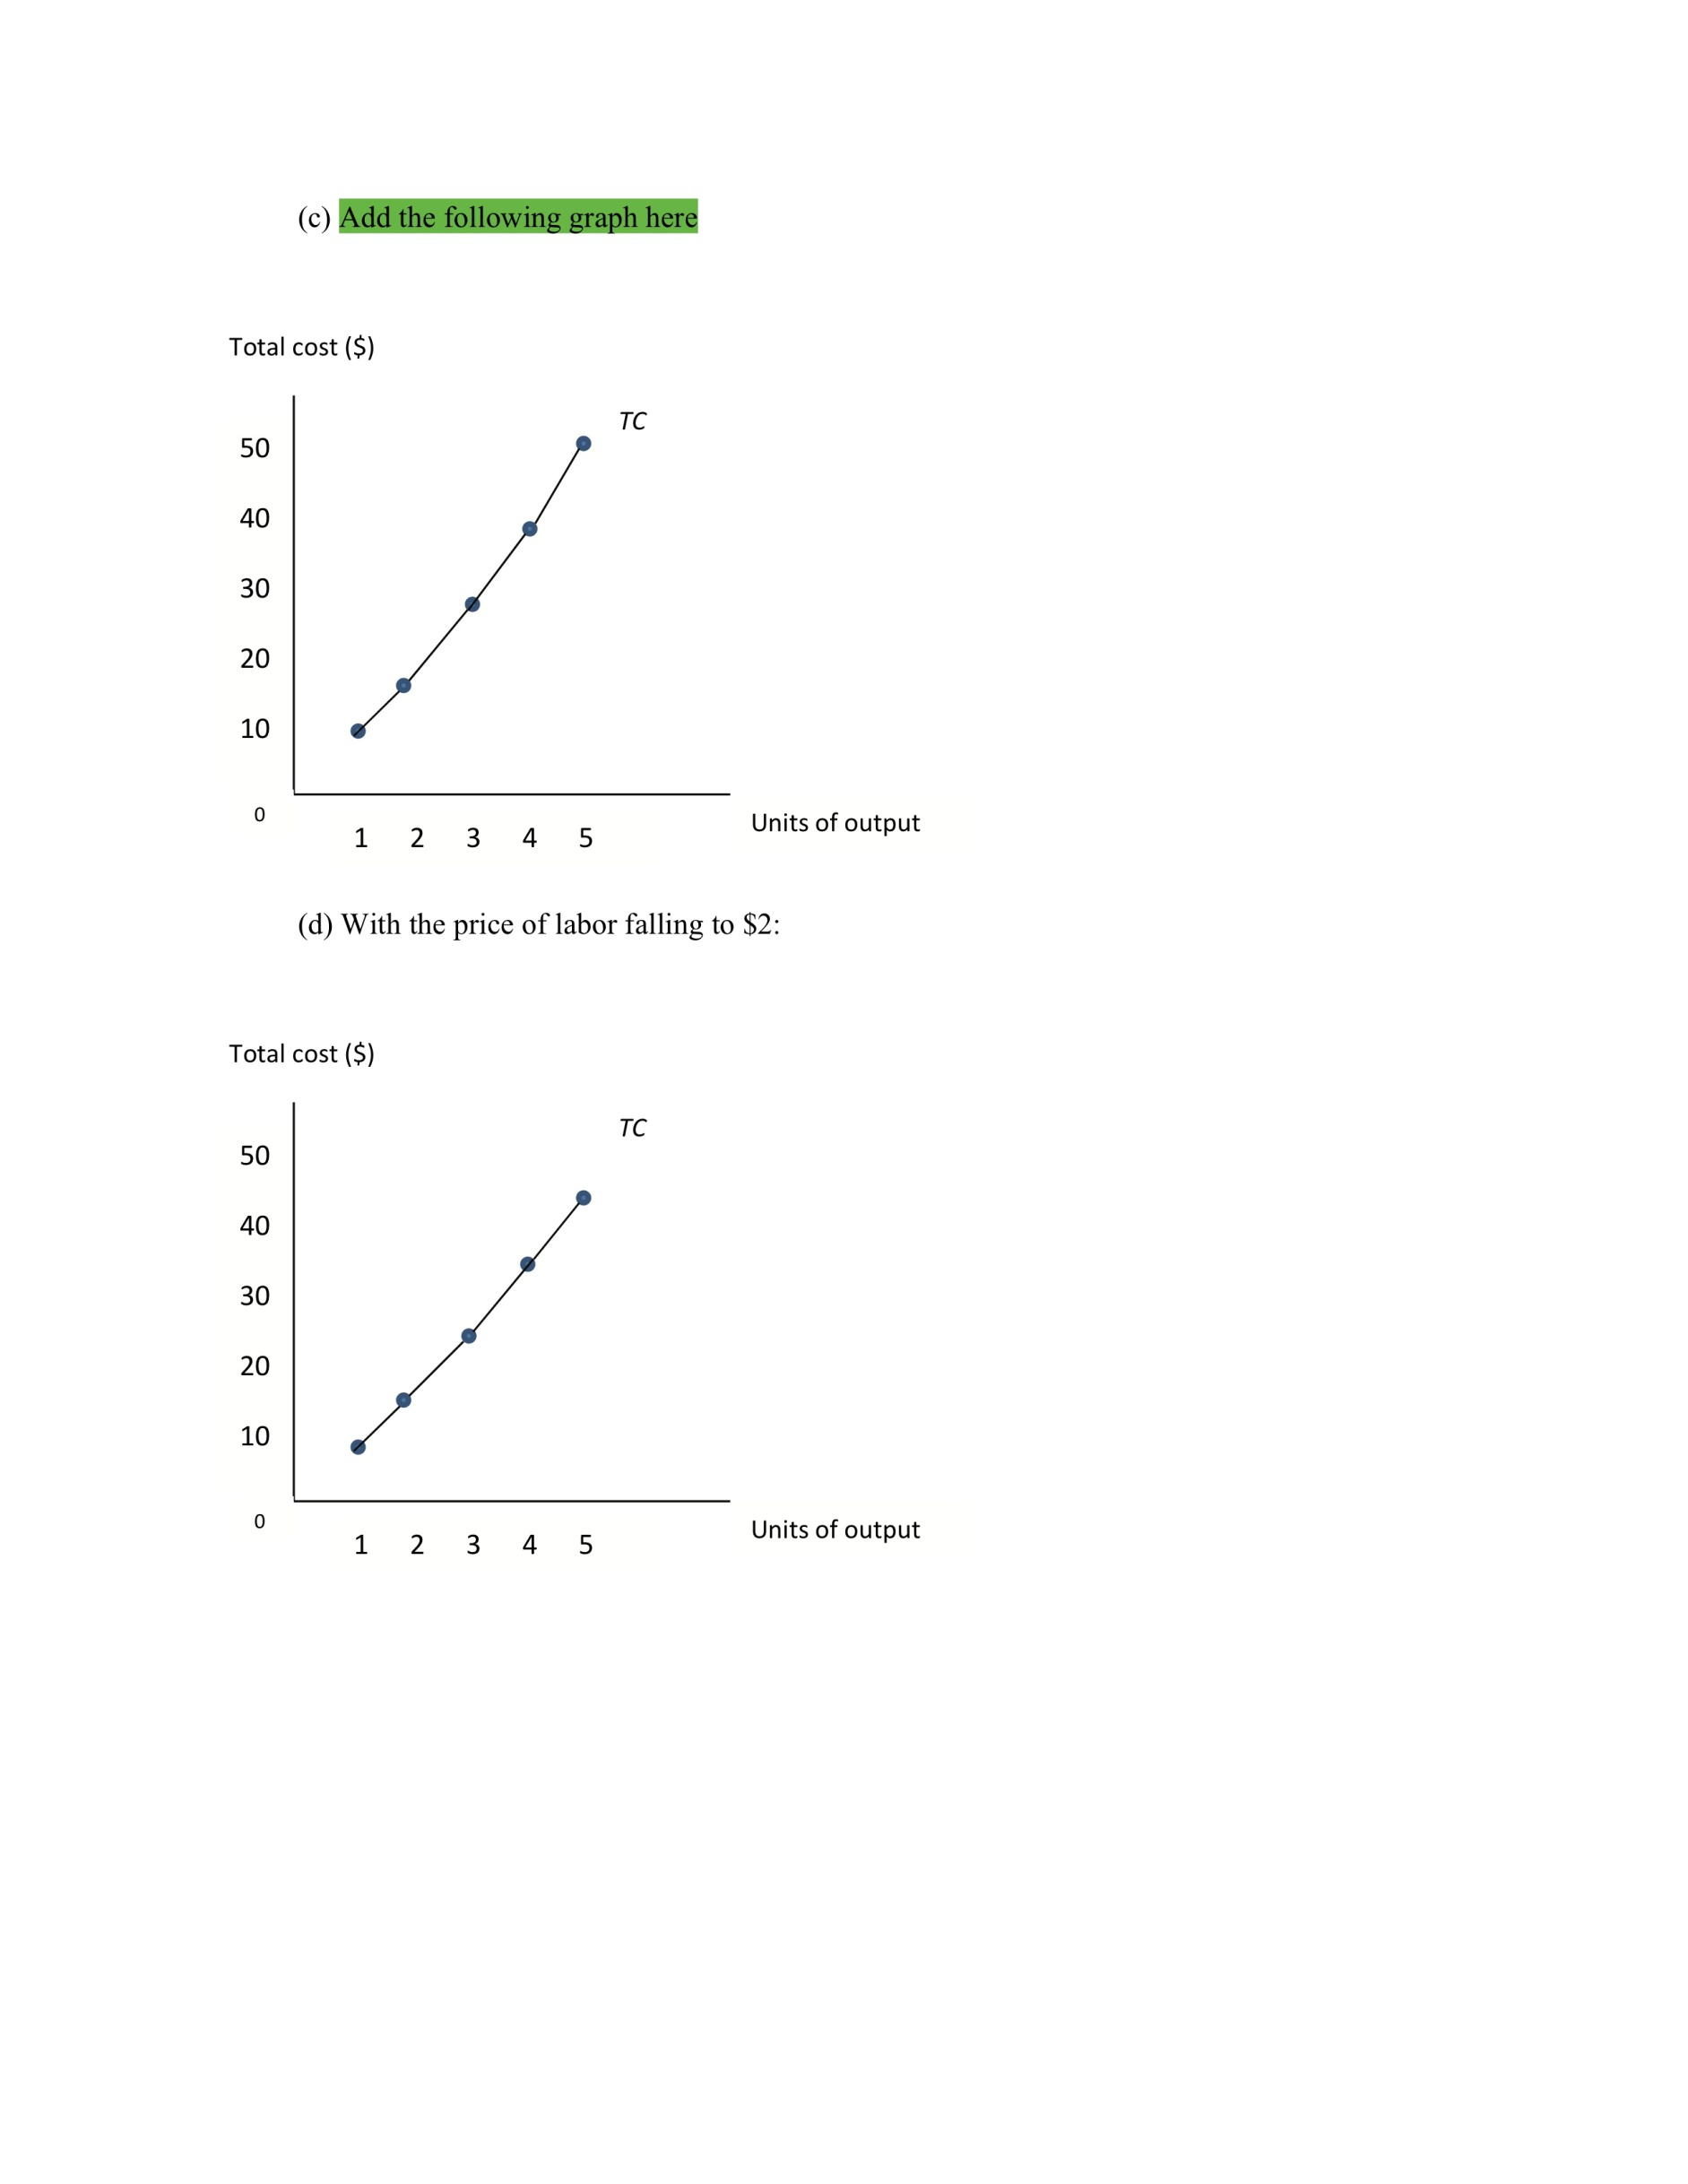 (c) Add the following graph here
Total cost ($)
TC
50
40
30
20
10
0
Units of output
1 2 3 4 5
(d) With the price of labor falling to $2:
Total cost ($)
TC
50
40
30
20
10
0
Units of output
1 2 3 4 5